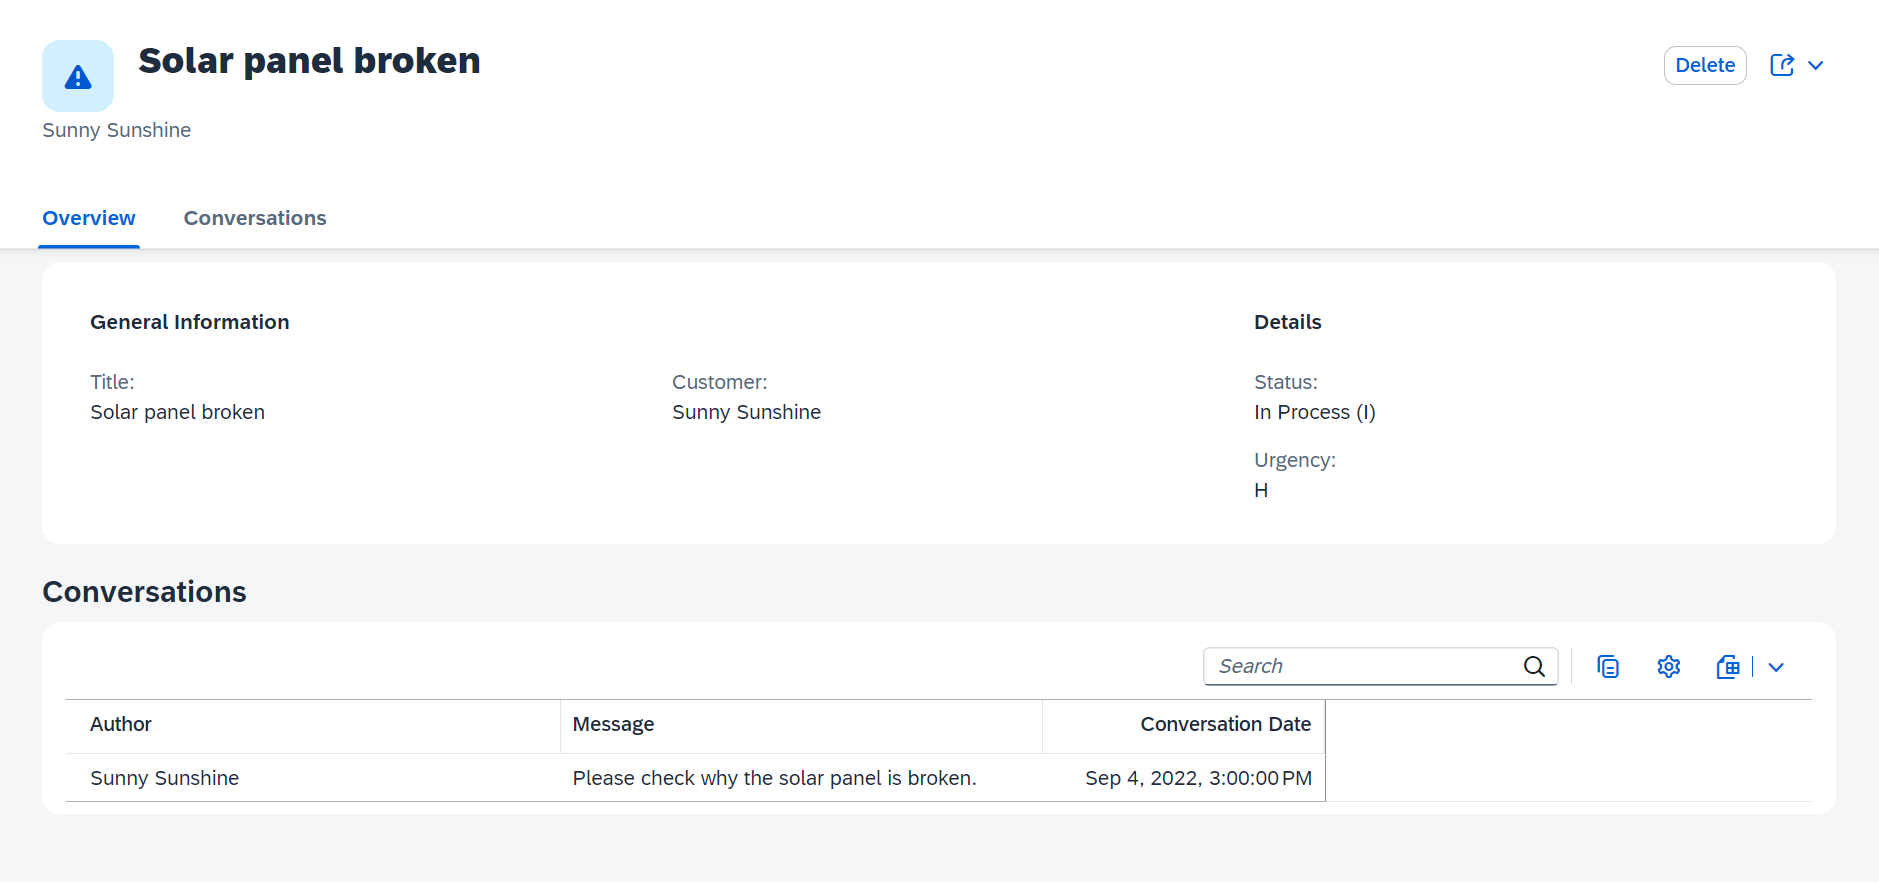 Solar panel broken
Delete
Sunny Sunshine
Overview Conversations
General Information
Title:
Solar panel broken
Customer:
Sunny Sunshine
Details
Status:
In Process (I)
Urgency:
H
Conversations
Search
Author Message Conversation Date
Sunny Sunshine Please check why the solar panel is broken. Sep 4, 2022, 3:00:00 PM